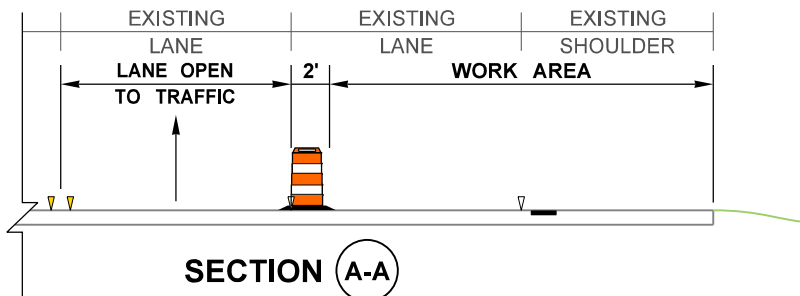 EXISTING LANE
EXISTING LANE
EXISTING SHOULDER
LANE OPEN TO TRAFFIC
2'
WORK AREA
SECTION A-A